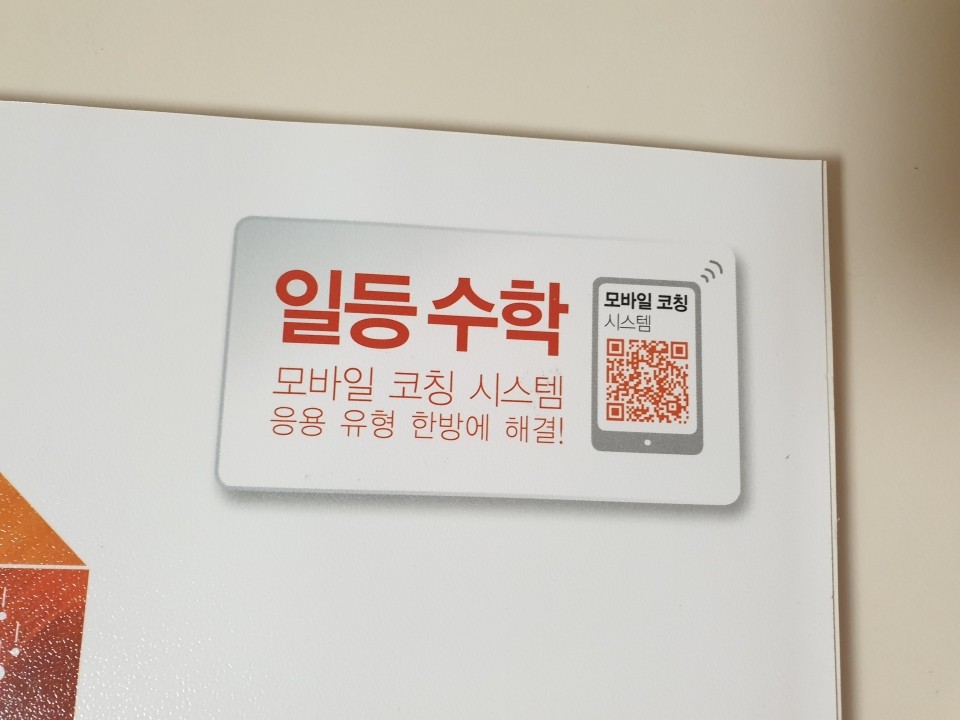 일등 수학
모바일 코칭 시스템
응용 유형 한방에 해결!
모바일 코칭
시스템